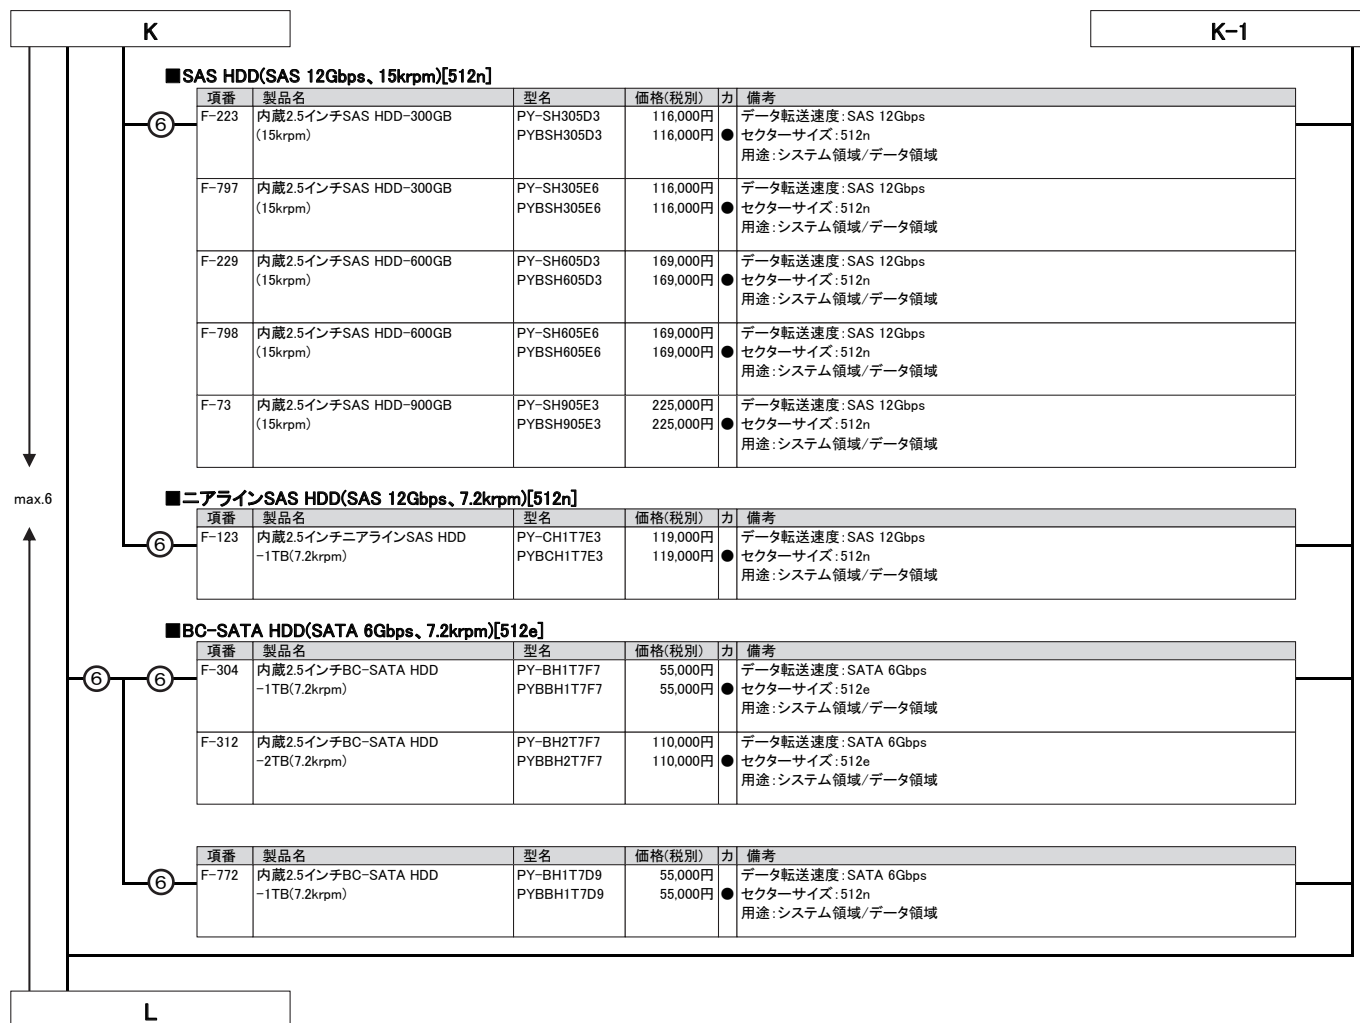 K
K-1
■SAS HDD(SAS 12Gbps、15krpm)[512n]
項番 製品名 型名 価格(税別) カ 備考
⑥ F-223 内蔵2.5インチSAS HDD-300GB PY-SH305D3 116,000円 データ転送速度:SAS 12Gbps
(15krpm) PYBSH305D3 116,000円 ● セクターサイズ:512n
用途:システム領域/データ領域
F-797 内蔵2.5インチSAS HDD-300GB PY-SH305E6 116,000円 データ転送速度:SAS 12Gbps
(15krpm) PYBSH305E6 116,000円 ● セクターサイズ:512n
用途:システム領域/データ領域
F-229 内蔵2.5インチSAS HDD-600GB PY-SH605D3 169,000円 データ転送速度:SAS 12Gbps
(15krpm) PYBSH605D3 169,000円 ● セクターサイズ:512n
用途:システム領域/データ領域
F-798 内蔵2.5インチSAS HDD-600GB PY-SH605E6 169,000円 データ転送速度:SAS 12Gbps
(15krpm) PYBSH605E6 169,000円 ● セクターサイズ:512n
用途:システム領域/データ領域
F-73 内蔵2.5インチSAS HDD-900GB PY-SH905E3 225,000円 データ転送速度:SAS 12Gbps
(15krpm) PYBSH905E3 225,000円 ● セクターサイズ:512n
用途:システム領域/データ領域
max.6
■ニアラインSAS HDD(SAS 12Gbps、7.2krpm)[512n]
項番 製品名 型名 価格(税別) カ 備考
⑥ F-123 内蔵2.5インチニアラインSAS HDD PY-CH1T7E3 119,000円 データ転送速度:SAS 12Gbps
-1TB(7.2krpm) PYBCH1T7E3 119,000円 ● セクターサイズ:512n
用途:システム領域/データ領域
■BC-SATA HDD(SATA 6Gbps、7.2krpm)[512e]
項番 製品名 型名 価格(税別) カ 備考
⑥ ⑥ F-304 内蔵2.5インチBC-SATA HDD PY-BH1T7F7 55,000円 データ転送速度:SATA 6Gbps
-1TB(7.2krpm) PYBBH1T7F7 55,000円 ● セクターサイズ:512e
用途:システム領域/データ領域
F-312 内蔵2.5インチBC-SATA HDD PY-BH2T7F7 110,000円 データ転送速度:SATA 6Gbps
-2TB(7.2krpm) PYBBH2T7F7 110,000円 ● セクターサイズ:512e
用途:システム領域/データ領域
項番 製品名 型名 価格(税別) カ 備考
⑥ F-772 内蔵2.5インチBC-SATA HDD PY-BH1T7D9 55,000円 データ転送速度:SATA 6Gbps
-1TB(7.2krpm) PYBBH1T7D9 55,000円 ● セクターサイズ:512n
用途:システム領域/データ領域
L